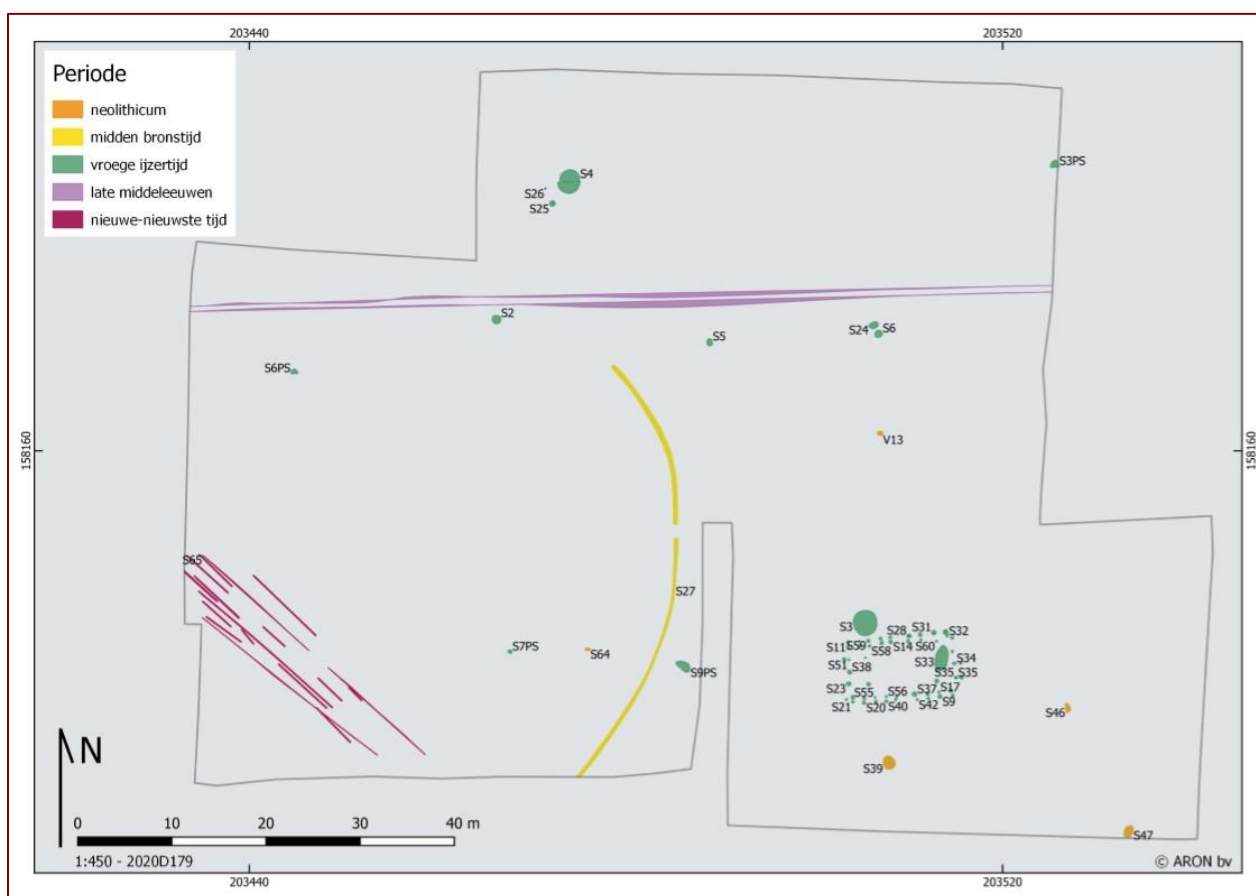 203440
203520
Periode
neolithicum
midden bronstijd
vroege ijzertijd
late middeleeuwen
nieuwe-nieuwste tijd
S4
S3PS
S26
S25
S2
S24
S6
S5
S6PS
158160
158160
V13
S65
S27
S3
S28
S31
S32
S11
S59
S58
S14
S60
S7PS
S64
S9PS
S51
S38
S33
S34
S35
S35
S23
S55
S56
S37
S17
S21
S20
S40
S42
S9
S46
N
S39
0 10 20 30 40 m
S47
1:450 - 2020D179
© ARON bv
203440
203520